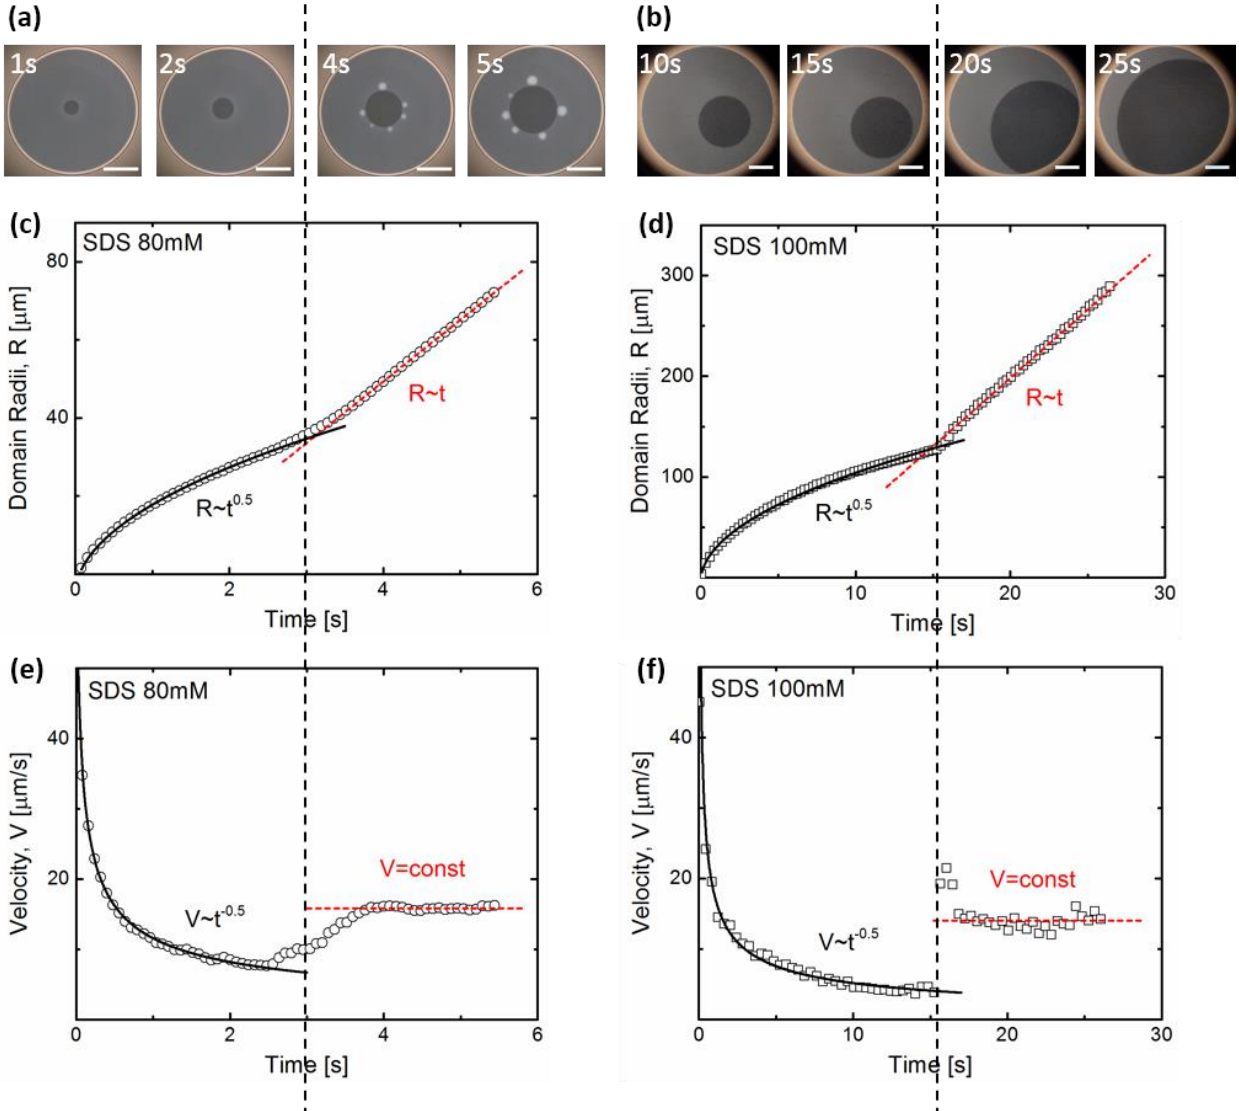 (a)
(b)
1s
2s
4s
5s
10s
15s
20s
25s
(c)
(d)
SDS 80mM
80
40
0
Domain Radii, R [μm]
R~t
R~t^0.5
0
2
4
6
Time [s]
SDS 100mM
300
200
100
0
Domain Radii, R [μm]
R~t
R~t^0.5
0
10
20
30
Time [s]
(e)
(f)
SDS 80mM
40
20
Velocity, V [μm/s]
V=const
V~t^-0.5
0
2
4
6
Time [s]
SDS 100mM
40
20
Velocity, V [μm/s]
V=const
V~t^-0.5
0
10
20
30
Time [s]